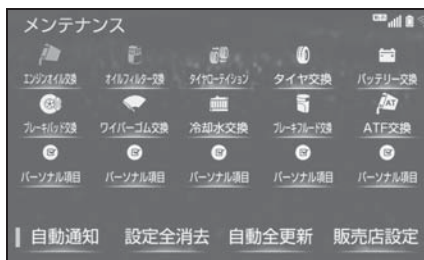 メンテナンス
エンジンオイル交換 オイルフィルター交換 タイヤローテイション タイヤ交換 バッテリー交換
ブレーキパッド交換 ワイパーゴム交換 冷却水交換 ブレーキフルード交換 ATF交換
パーソナル項目 パーソナル項目 パーソナル項目 パーソナル項目 パーソナル項目
自動通知 設定全消去 自動全更新 販売店設定